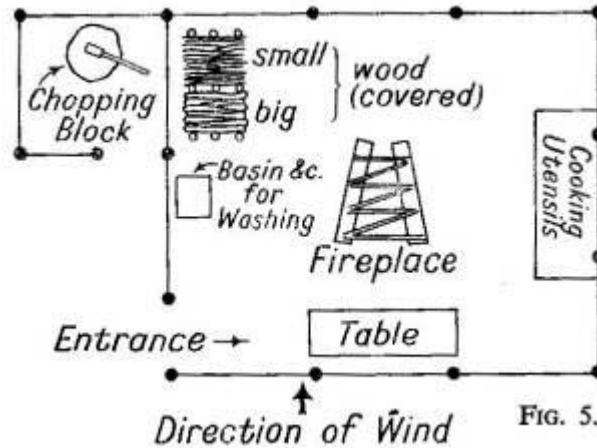 small
big
wood
(covered)
Chopping
Block
Basin &c.
for
Washing
Cooking
Utensils
Fireplace
Entrance
Table
Direction of Wind
FIG. 5.